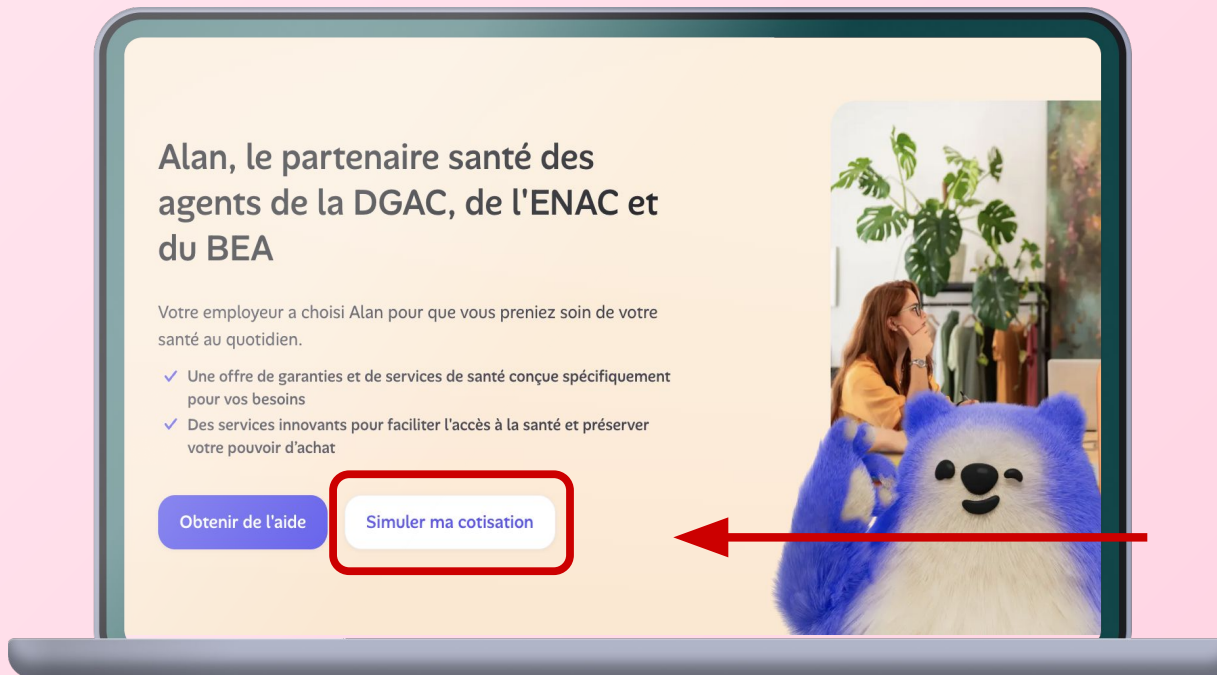 Alan, le partenaire santé des
agents de la DGAC, de l'ENAC et
du BEA
Votre employeur a choisi Alan pour que vous preniez soin de votre
santé au quotidien.
Une offre de garanties et de services de santé conçue spécifiquement
pour vos besoins
Des services innovants pour faciliter l'accès à la santé et préserver
votre pouvoir d’achat
Obtenir de l'aide
Simuler ma cotisation